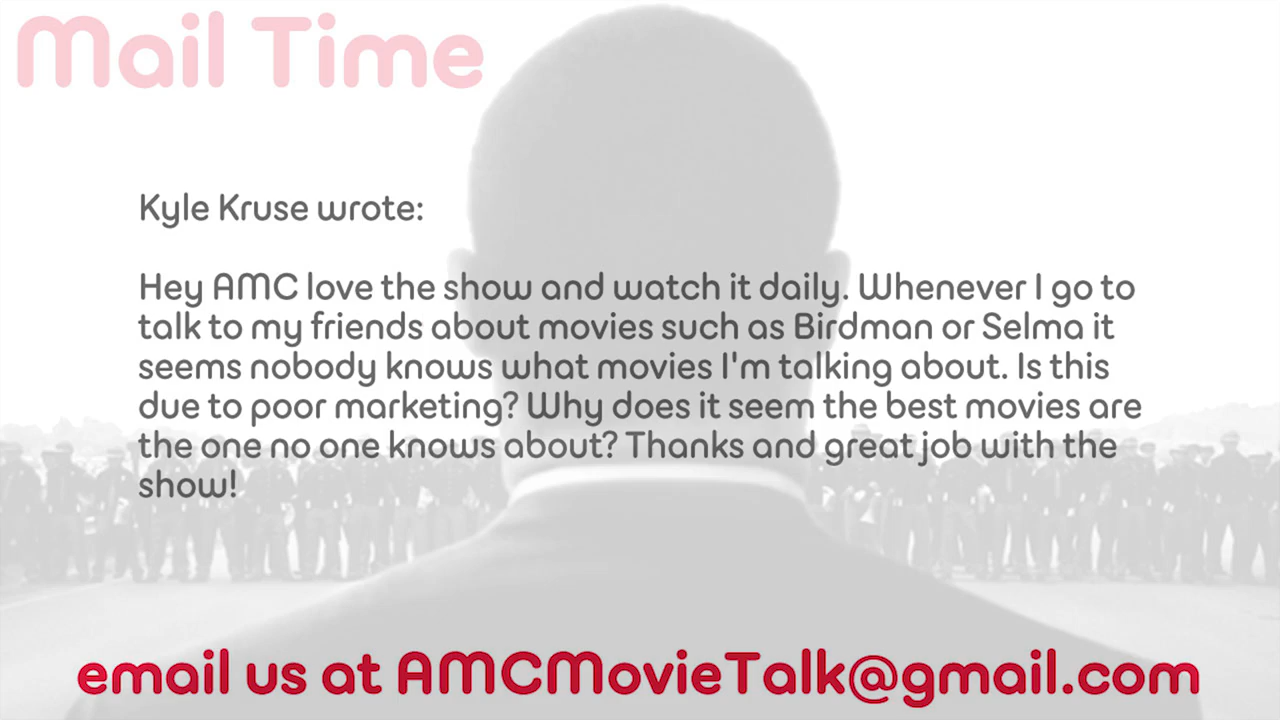 Mail Time
Kyle Kruse wrote:
Hey AMC love the show and watch it daily. Whenever I go to
talk to my friends about movies such as Birdman or Selma it
seems nobody knows what movies I'm talking about. Is this
due to poor marketing? Why does it seem the best movies are
the one no one knows about? Thanks and great job with the
show!
email us at AMCMovieTalk@gmail.com